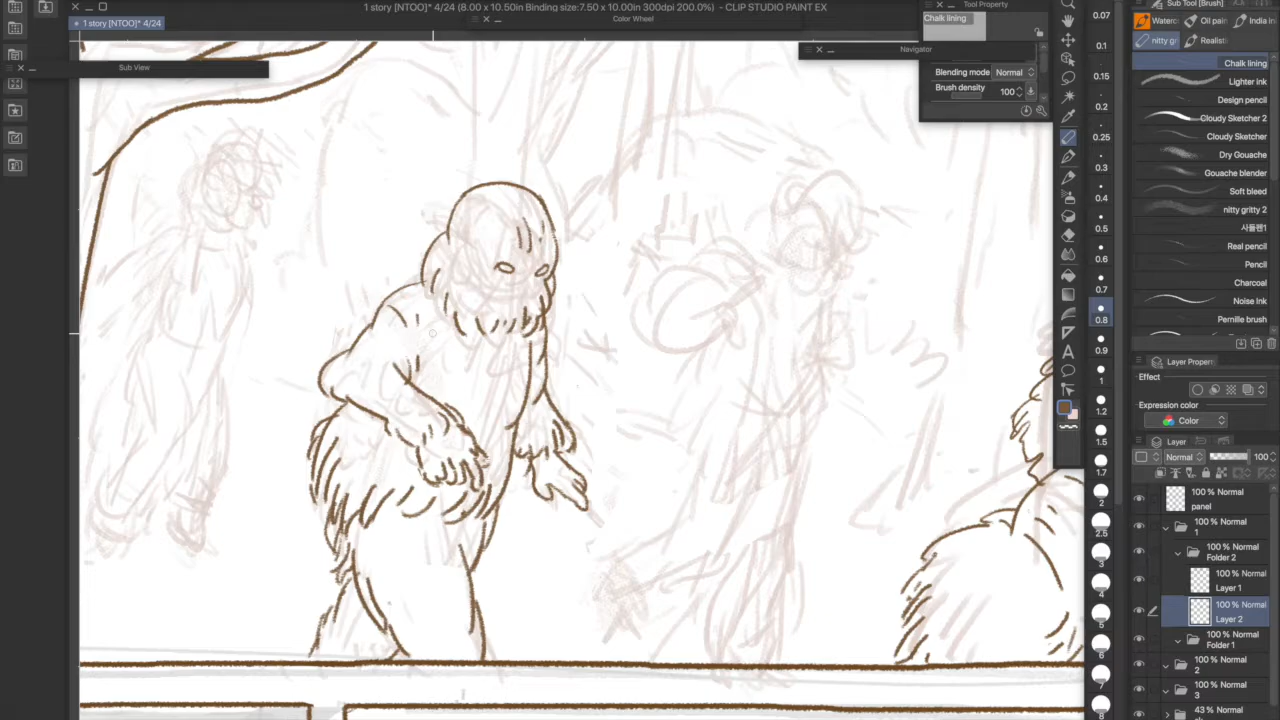 1 story [NTOO]* 4/24 (8.00 x 10.50in Binding size:7.50 x 10.00in 300dpi 200.0%) - CLIP STUDIO PAINT EX
Color Wheel
1 story [NTOO]* 4/24
Sub View
Tool Property
Chalk lining
Navigator
Blending mode Normal
Brush density 100
0.07
0.1
0.15
0.2
0.25
0.3
0.4
0.5
0.6
0.7
0.8
0.9
1
1.2
1.5
1.7
2
2.5
3
4
5
6
7
8
Sub Tool [Brush]
Oil pain
India in
nitty gr
Realist
Chalk lining
Lighter ink
Design pencil
Cloudy Sketcher 2
Cloudy Sketcher
Dry Gouache
Gouache blender
Soft bleed
nitty gritty 2
사돌펜1
Real pencil
Pencil
Charcoal
Noise Ink
Pernille brush
Layer Propert
Effect
Expression color
Color
Layer
Normal 100
100 % Normal
panel
100 % Normal
1
100 % Normal
Folder 2
100 % Normal
Layer 1
100 % Normal
Layer 2
100 % Normal
Folder 1
100 % Normal
2
100 % Normal
3
43 % Normal